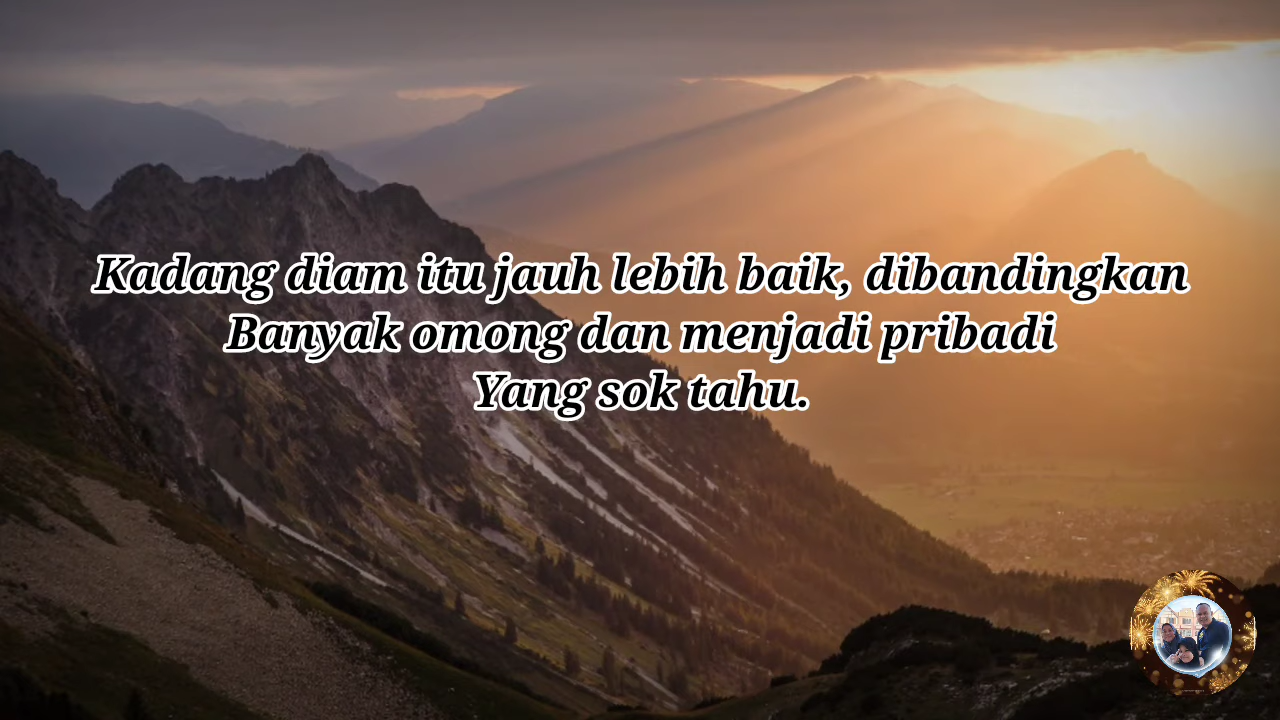 Kadang diam itu jauh lebih baik, dibandingkan
Banyak omong dan menjadi pribadi
Yang sok tahu.